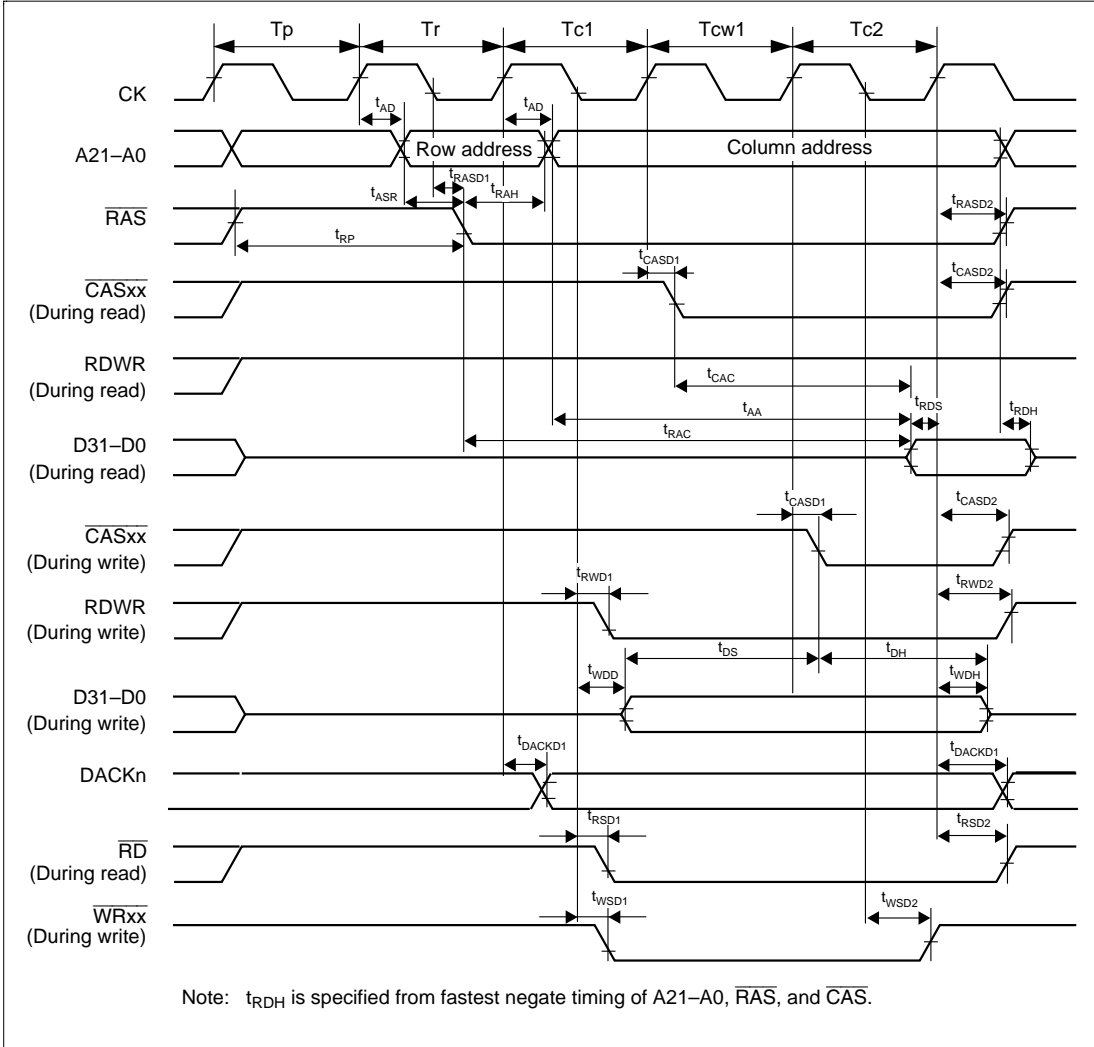 Tp Tr Tc1 Tcw1 Tc2
CK
tAD tAD
A21–A0 Row address Column address
tRASD1
tASR tRAH tRASD2
RAS
tRP
tCASD1 tCASD2
CASxx
(During read)
RDWR
(During read)
tCAC
tAA tRDS tRDH
tRAC
D31–D0
(During read)
tCASD1 tCASD2
CASxx
(During write)
tRWD1 tRWD2
RDWR
(During write)
tDS tDH
tWDD tWDH
D31–D0
(During write)
tDACKD1 tDACKD1
DACKn
tRSD1 tRSD2
RD
(During read)
tWSD1 tWSD2
WRxx
(During write)
Note: tRDH is specified from fastest negate timing of A21–A0, RAS, and CAS.